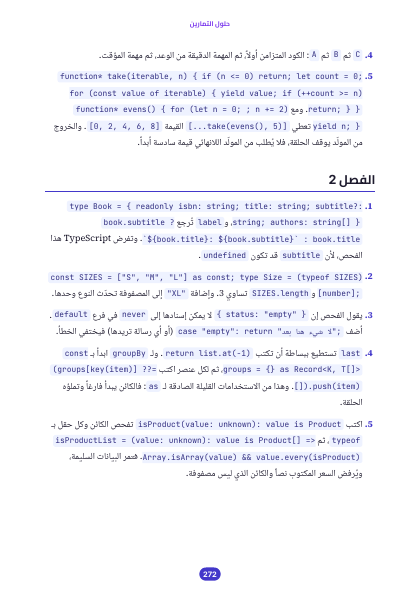 حلول التمارين
4. C ثم B ثم A : الكود المتزامن أولاً، ثم المهمة الدقيقة من الوعد، ثم مهمة المؤقت.
5. function* take(iterable, n) { if (n <= 0) return; let count = 0;
for (const value of iterable) { yield value; if (++count >= n)
return; } }. ومع function* evens() { for (let n = 0; ; n += 2)
yield n; } تعطي [...take(evens(), 5)] القيمة [0, 2, 4, 6, 8] . والخروج
من المولّد يوقف الحلقة، فلا يُطلب من المولّد اللانهائي قيمة سادسة أبداً.
الفصل 2
1. type Book = { readonly isbn: string; title: string; subtitle?:
string; authors: string[] }، و label تُرجع book.subtitle ?
`${book.title}: ${book.subtitle}` : book.title. وتفرض TypeScript هذا
الفحص، لأن subtitle قد تكون undefined .
2. const SIZES = ["S", "M", "L"] as const; type Size = (typeof SIZES)
[number]; و SIZES.length تساوي 3. وإضافة "XL" إلى المصفوفة تحدّث النوع وحدها.
3. يقول الفحص إن { status: "empty" } لا يمكن إسنادها إلى never في فرع default .
أضف case "empty": return "لا شيء هنا بعد"; (أو أي رسالة تريدها) فيختفي الخطأ.
4. last تستطيع ببساطة أن تكتب return list.at(-1) . ولـ groupBy ابدأ بـ const
groups = {} as Record<K, T[]>، ثم لكل عنصر اكتب (groups[key(item)] ??=
[]).push(item). وهذا من الاستخدامات القليلة الصادقة لـ as : فالكائن يبدأ فارغاً وتملؤه
الحلقة.
5. اكتب isProduct(value: unknown): value is Product تفحص الكائن وكل حقل بـ
typeof ، ثم isProductList = (value: unknown): value is Product[] =>
Array.isArray(value) && value.every(isProduct). فتمر البيانات السليمة،
ويُرفض السعر المكتوب نصاً والكائن الذي ليس مصفوفة.
272